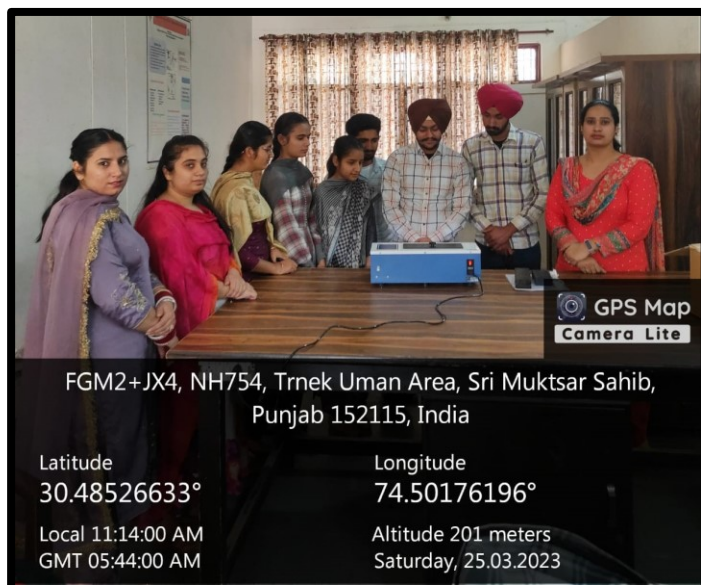 GPS Map
Camera Lite
FGM2+JX4, NH754, Trnek Uman Area, Sri Muktsar Sahib,
Punjab 152115, India
Latitude
30.48526633°
Longitude
74.50176196°
Local 11:14:00 AM
GMT 05:44:00 AM
Altitude 201 meters
Saturday, 25.03.2023